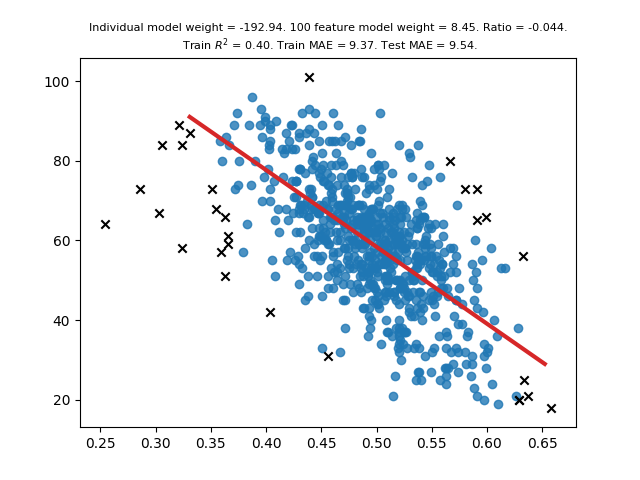 Individual model weight = -192.94. 100 feature model weight = 8.45. Ratio = -0.044.
Train R² = 0.40. Train MAE = 9.37. Test MAE = 9.54.
100
80
60
40
20
0.25 0.30 0.35 0.40 0.45 0.50 0.55 0.60 0.65